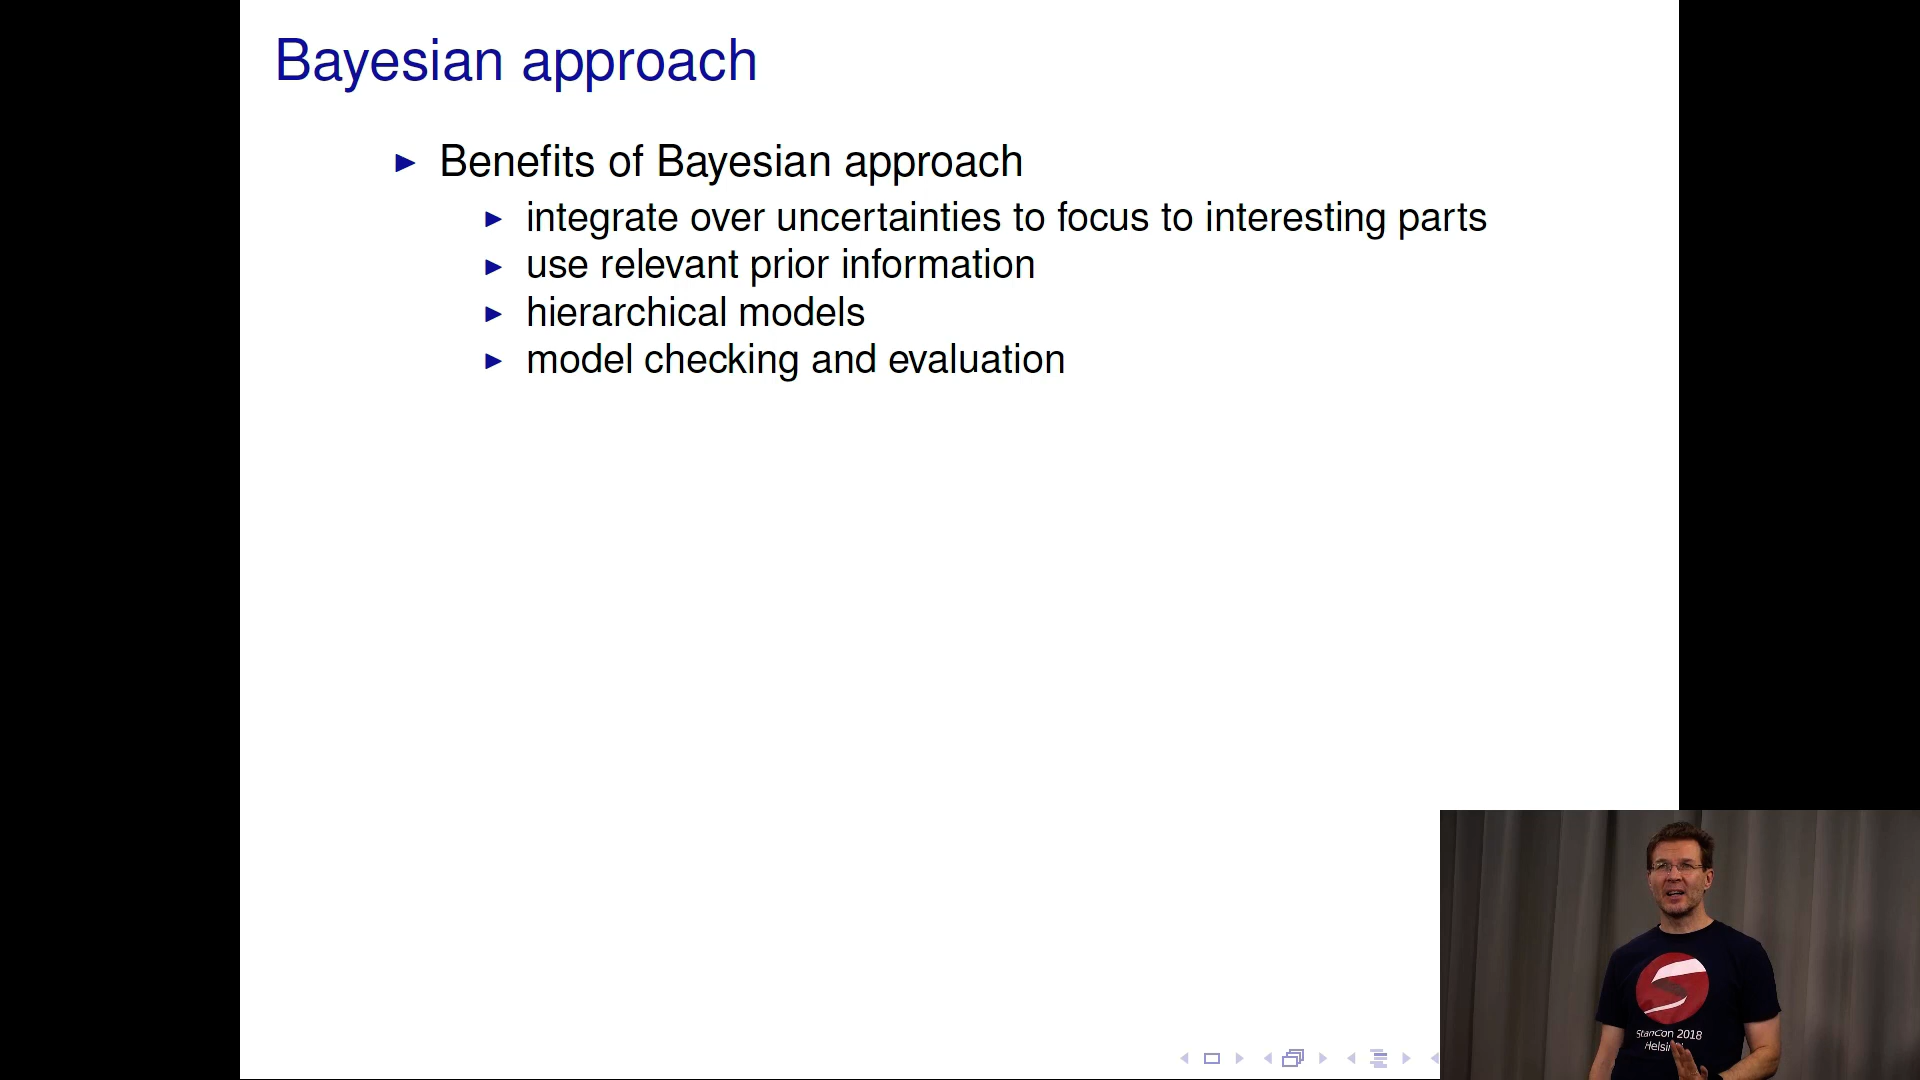 Bayesian approach
Benefits of Bayesian approach
integrate over uncertainties to focus to interesting parts
use relevant prior information
hierarchical models
model checking and evaluation
StanCon 2018